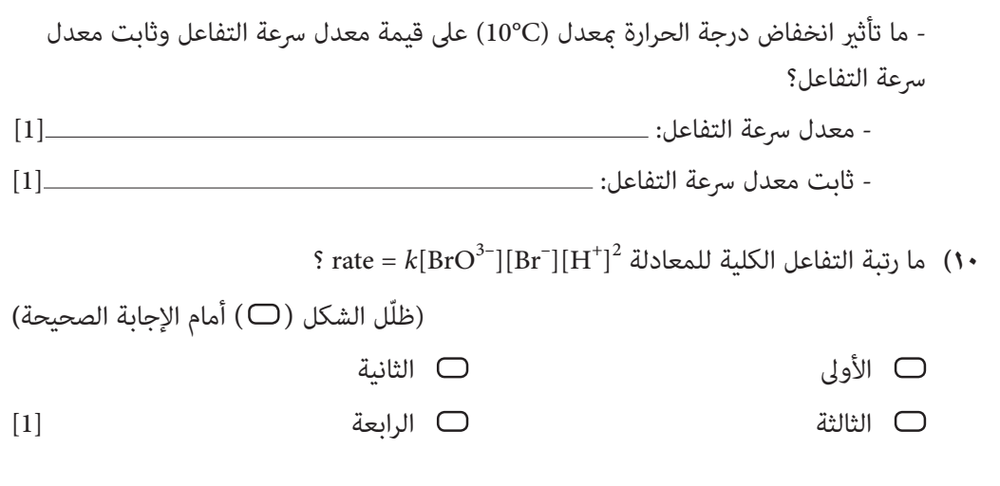 - ما تأثير انخفاض درجة الحرارة بمعدل (10°C) على قيمة معدل سرعة التفاعل وثابت معدل
سرعة التفاعل؟
- معدل سرعة التفاعل: ____________ [1]
- ثابت معدل سرعة التفاعل: ____________ [1]
١٠) ما رتبة التفاعل الكلية للمعادلة rate = k[BrO³⁻][Br⁻][H⁺]² ؟
(ظلّل الشكل (⬭) أمام الإجابة الصحيحة)
⬭ الأولى ⬭ الثانية
⬭ الثالثة ⬭ الرابعة [1]